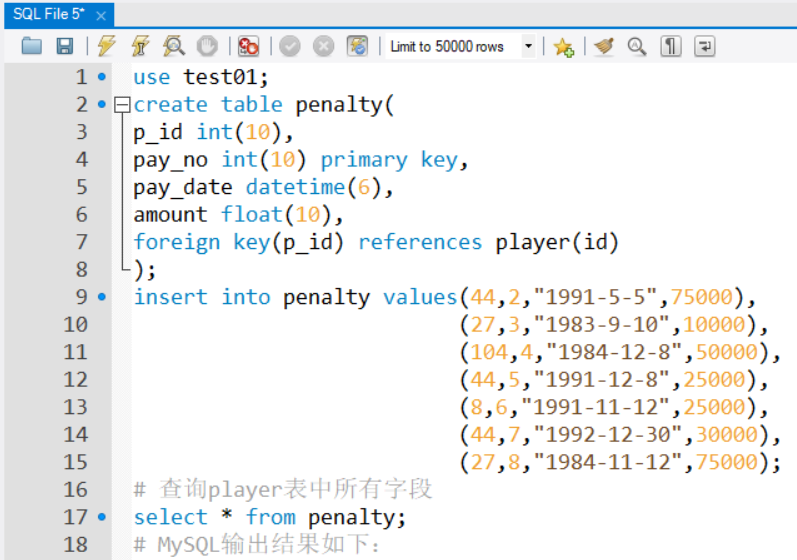 SQL File 5* ×
Limit to 50000 rows
1 use test01;
2 create table penalty(
3 p_id int(10),
4 pay_no int(10) primary key,
5 pay_date datetime(6),
6 amount float(10),
7 foreign key(p_id) references player(id)
8 );
9 insert into penalty values(44,2,"1991-5-5",75000),
10 (27,3,"1983-9-10",10000),
11 (104,4,"1984-12-8",50000),
12 (44,5,"1991-12-8",25000),
13 (8,6,"1991-11-12",25000),
14 (44,7,"1992-12-30",30000),
15 (27,8,"1984-11-12",75000);
16 # 查询player表中所有字段
17 select * from penalty;
18 # MySQL输出结果如下：